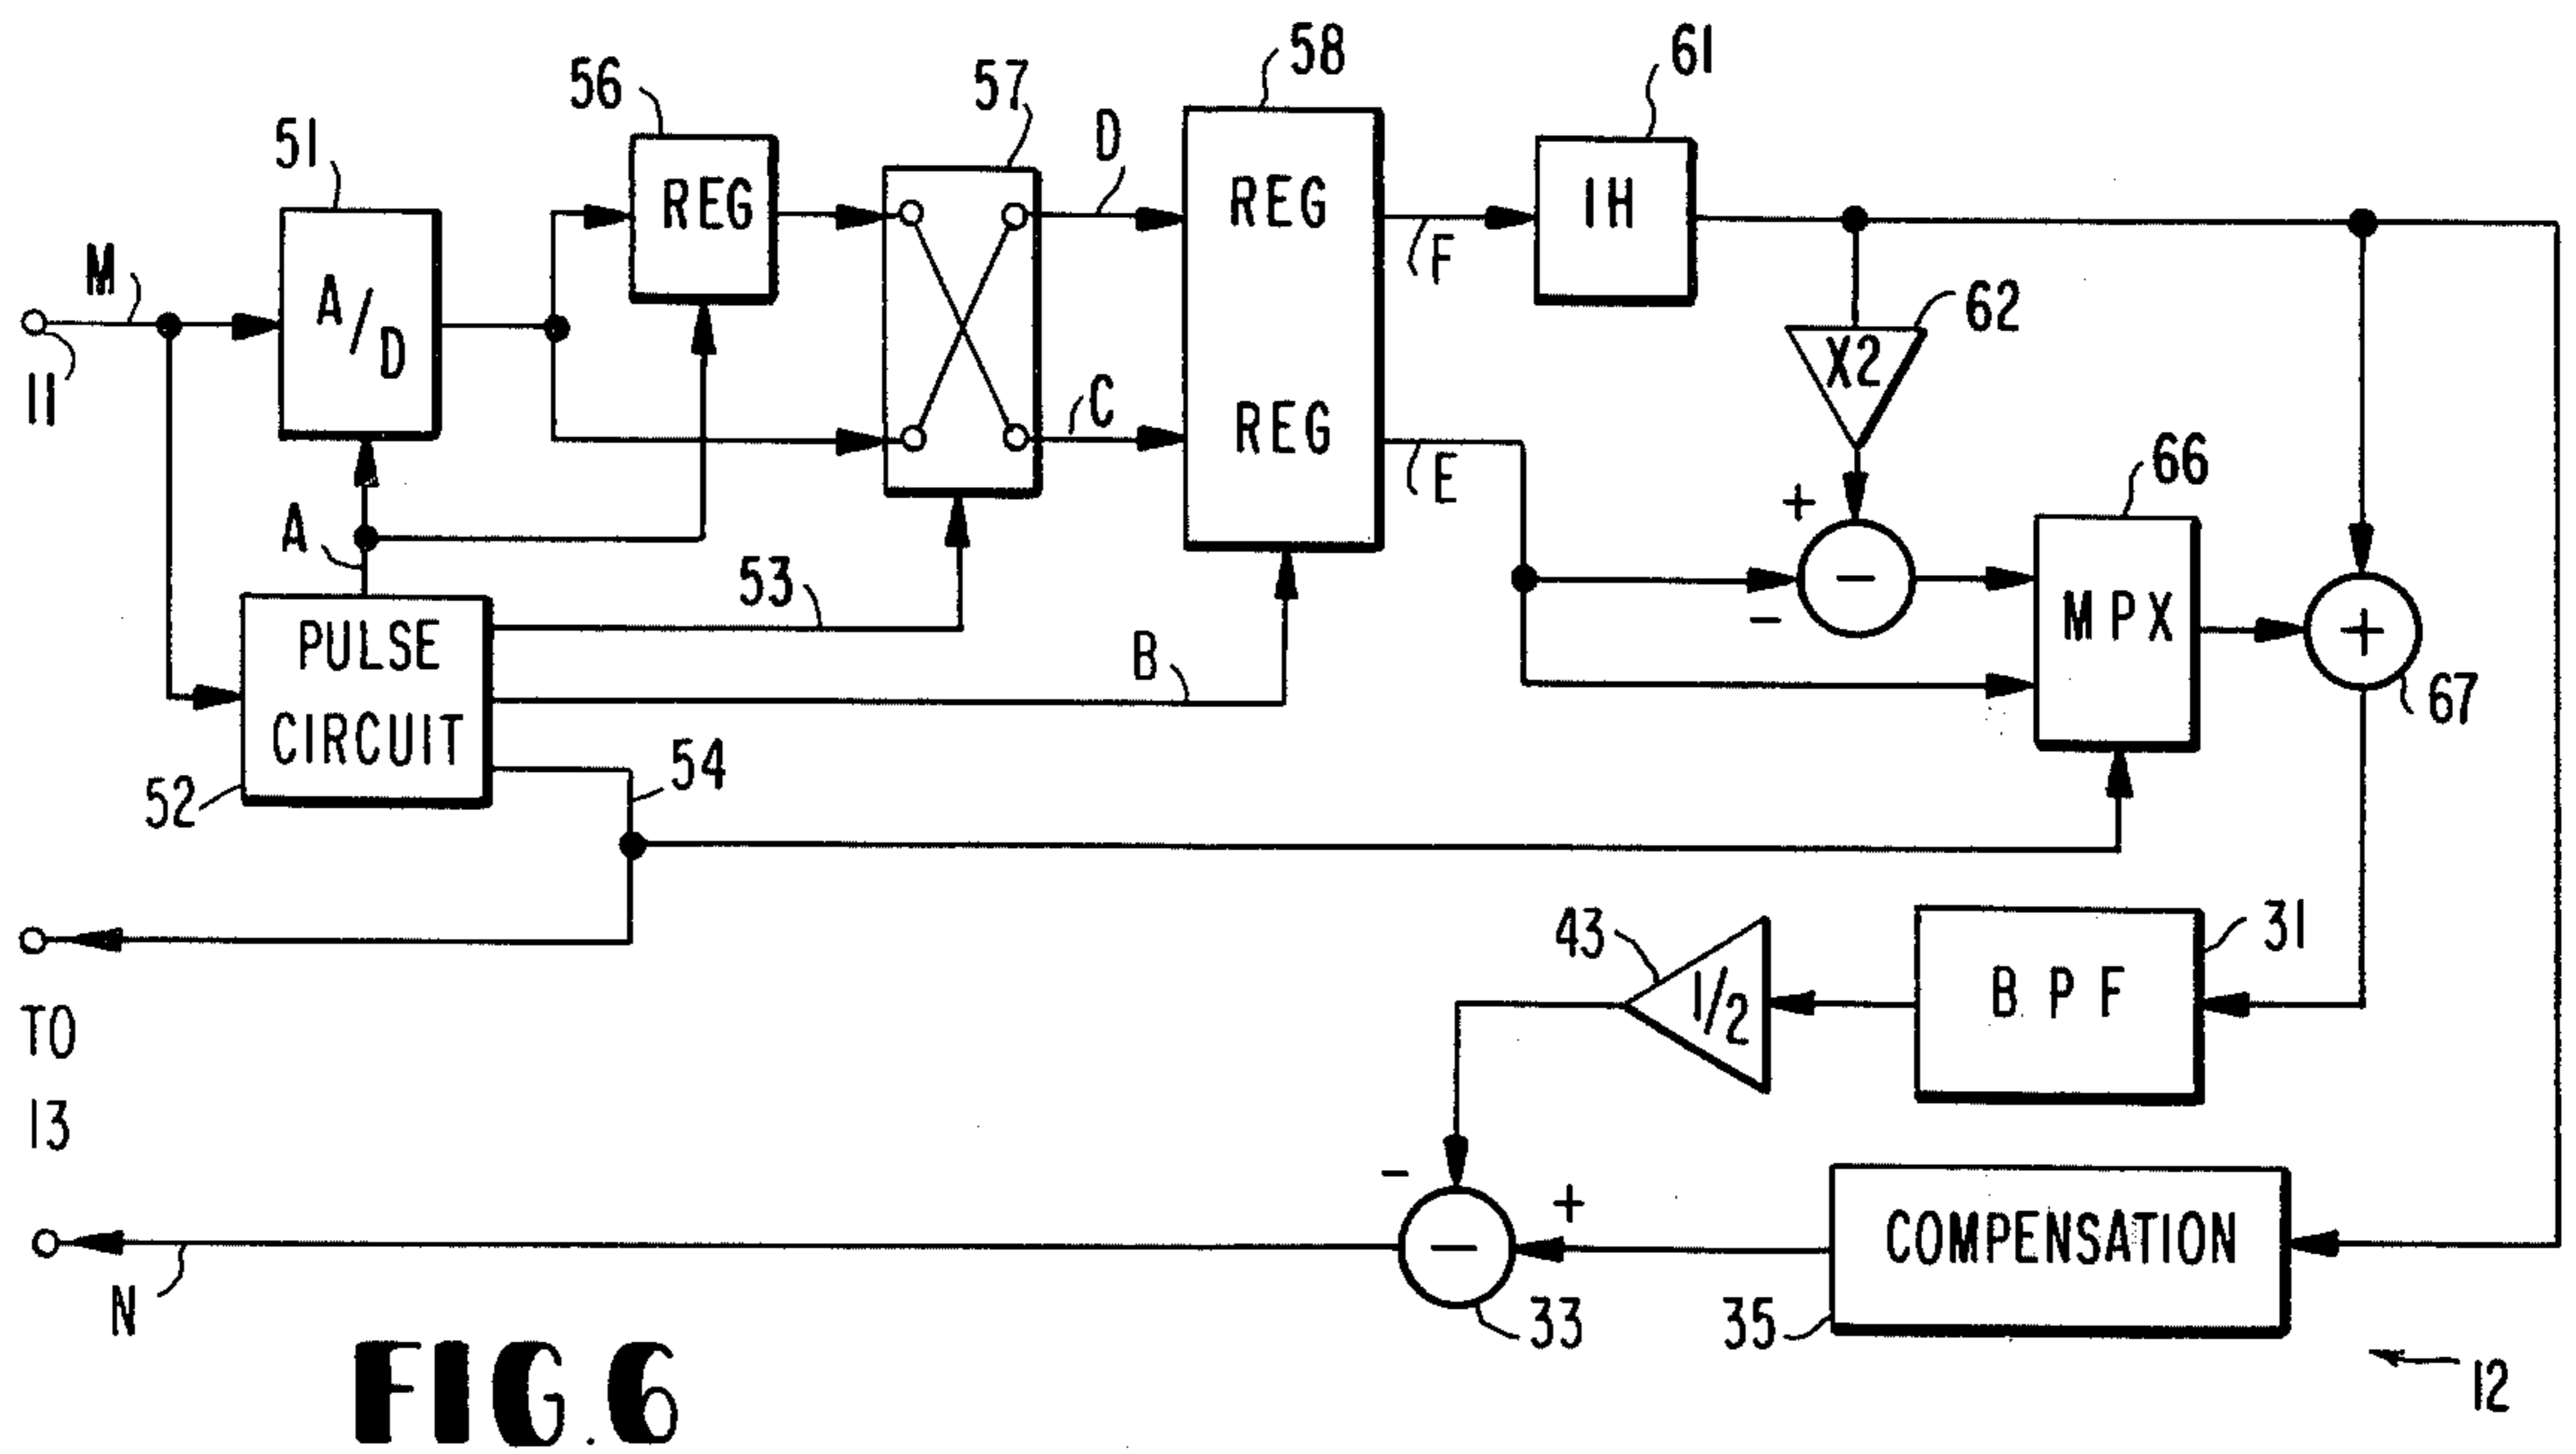 58
61
56
57
D
51
REG
REG
1H
M
A/D
F
62
X2
11
C
REG
E
+
66
A
53
-
-
MPX
+
PULSE
CIRCUIT
B
67
54
52
43
31
1/2
BPF
TO
13
-
+
COMPENSATION
-
N
33
35
12
FIG.6